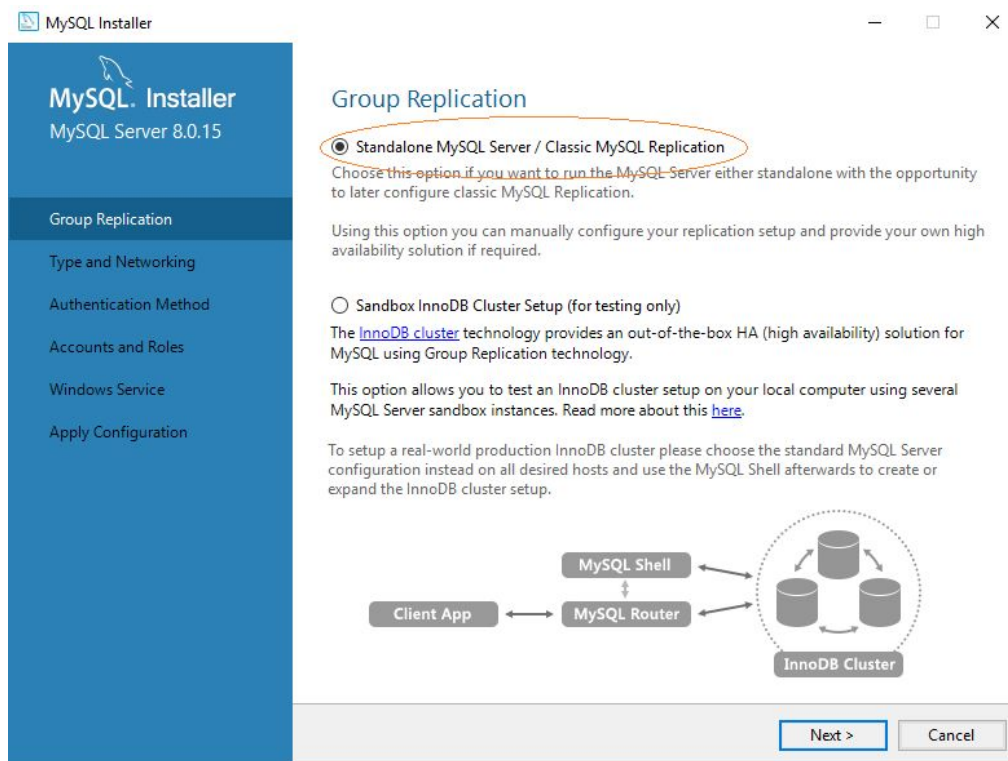 MySQL Installer
MySQL. Installer
MySQL Server 8.0.15
Group Replication
Type and Networking
Authentication Method
Accounts and Roles
Windows Service
Apply Configuration
Group Replication
Standalone MySQL Server / Classic MySQL Replication
Choose this option if you want to run the MySQL Server either standalone with the opportunity
to later configure classic MySQL Replication.
Using this option you can manually configure your replication setup and provide your own high
availability solution if required.
Sandbox InnoDB Cluster Setup (for testing only)
The InnoDB cluster technology provides an out-of-the-box HA (high availability) solution for
MySQL using Group Replication technology.
This option allows you to test an InnoDB cluster setup on your local computer using several
MySQL Server sandbox instances. Read more about this here.
To setup a real-world production InnoDB cluster please choose the standard MySQL Server
configuration instead on all desired hosts and use the MySQL Shell afterwards to create or
expand the InnoDB cluster setup.
MySQL Shell
Client App
MySQL Router
InnoDB Cluster
Next >
Cancel